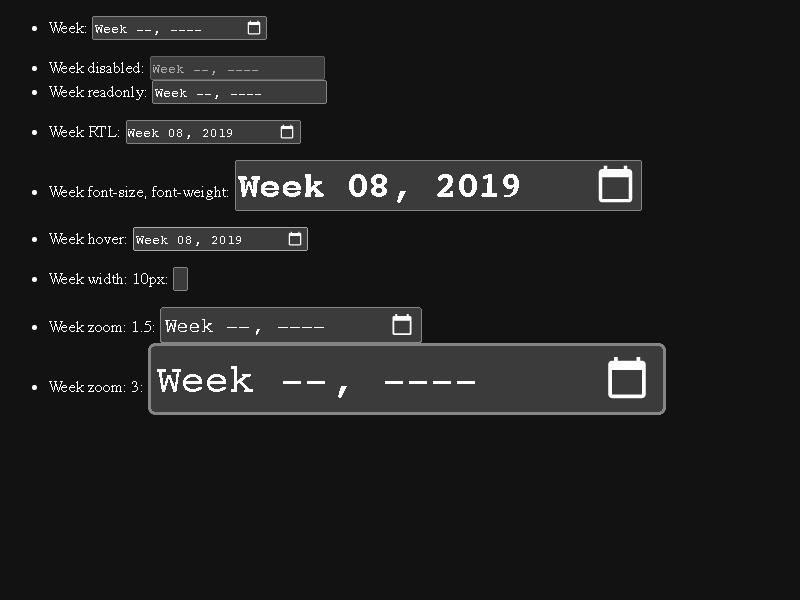 Week: Week --, ----
Week disabled: Week --, ----
Week readonly: Week --, ----
Week RTL: Week 08, 2019
Week font-size, font-weight: Week 08, 2019
Week hover: Week 08, 2019
Week width: 10px:
Week zoom: 1.5: Week --, ----
Week zoom: 3: Week --, ----